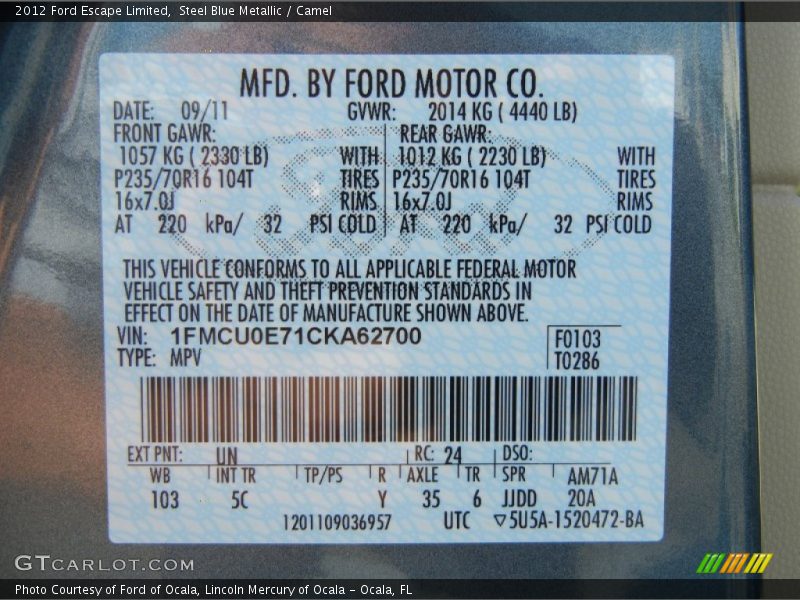 2012 Ford Escape Limited, Steel Blue Metallic / Camel
MFD. BY FORD MOTOR CO.
DATE: 09/11 GVWR: 2014 KG ( 4440 LB)
FRONT GAWR: REAR GAWR:
1057 KG ( 2330 LB) WITH 1012 KG ( 2230 LB) WITH
P235/70R16 104T TIRES P235/70R16 104T TIRES
16x7.0J RIMS 16x7.0J RIMS
AT 220 kPa/ 32 PSI COLD AT 220 kPa/ 32 PSI COLD
THIS VEHICLE CONFORMS TO ALL APPLICABLE FEDERAL MOTOR
VEHICLE SAFETY AND THEFT PREVENTION STANDARDS IN
EFFECT ON THE DATE OF MANUFACTURE SHOWN ABOVE.
VIN: 1FMCU0E71CKA62700 F0103
TYPE: MPV T0286
EXT PNT: UN RC: 24 DSO:
WB INT TR TP/PS R AXLE TR SPR AM71A
103 5C Y 35 6 JJDD 20A
1201109036957 UTC ▽5U5A-1520472-BA
GTCARLOT.COM
Photo Courtesy of Ford of Ocala, Lincoln Mercury of Ocala - Ocala, FL